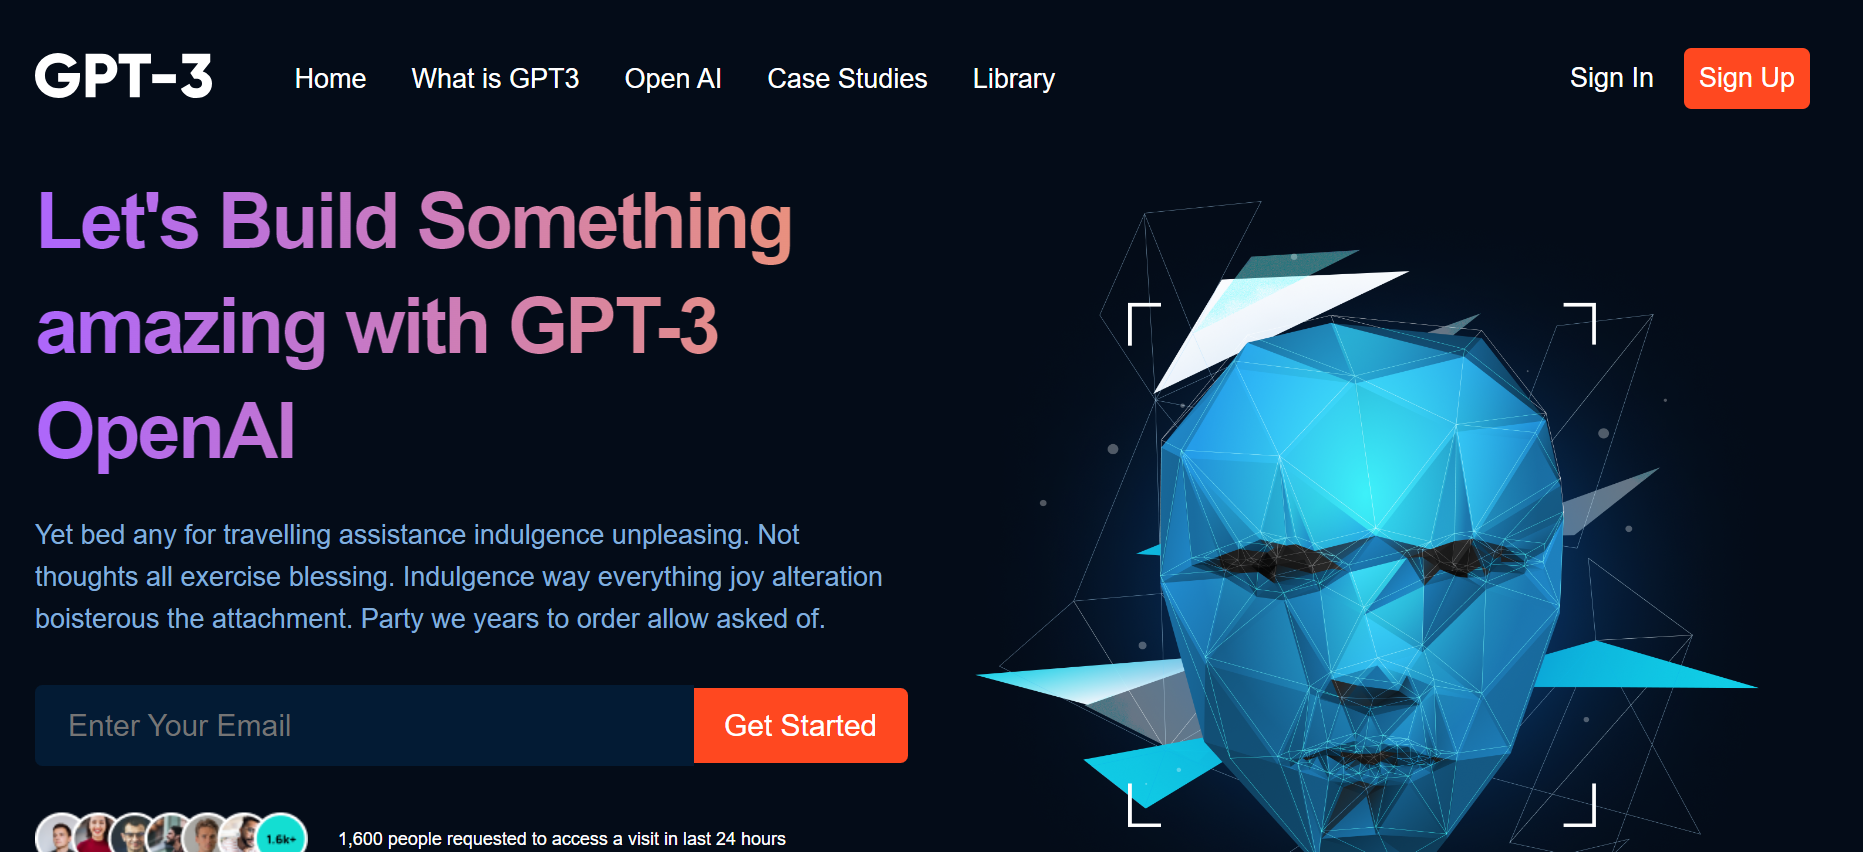 GPT-3
Home
What is GPT3
Open AI
Case Studies
Library
Sign In
Sign Up
Let's Build Something
amazing with GPT-3
OpenAI
Yet bed any for travelling assistance indulgence unpleasing. Not
thoughts all exercise blessing. Indulgence way everything joy alteration
boisterous the attachment. Party we years to order allow asked of.
Enter Your Email
Get Started
1.6k+
1,600 people requested to access a visit in last 24 hours